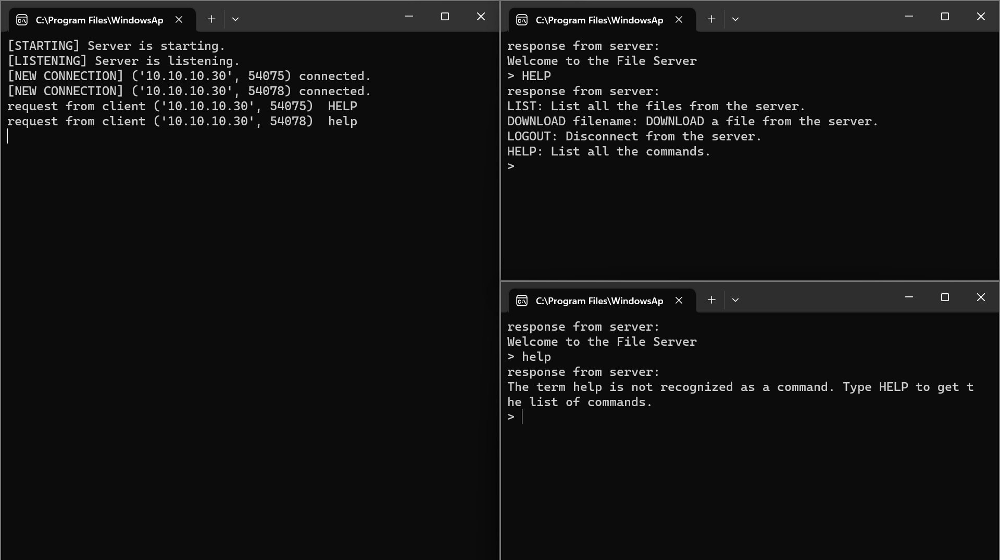 C:\Program Files\WindowsAp
[STARTING] Server is starting.
[LISTENING] Server is listening.
[NEW CONNECTION] ('10.10.10.30', 54075) connected.
[NEW CONNECTION] ('10.10.10.30', 54078) connected.
request from client ('10.10.10.30', 54075)  HELP
request from client ('10.10.10.30', 54078)  help
C:\Program Files\WindowsAp
response from server:
Welcome to the File Server
> HELP
response from server:
LIST: List all the files from the server.
DOWNLOAD filename: DOWNLOAD a file from the server.
LOGOUT: Disconnect from the server.
HELP: List all the commands.
>
C:\Program Files\WindowsAp
response from server:
Welcome to the File Server
> help
response from server:
The term help is not recognized as a command. Type HELP to get t
he list of commands.
>